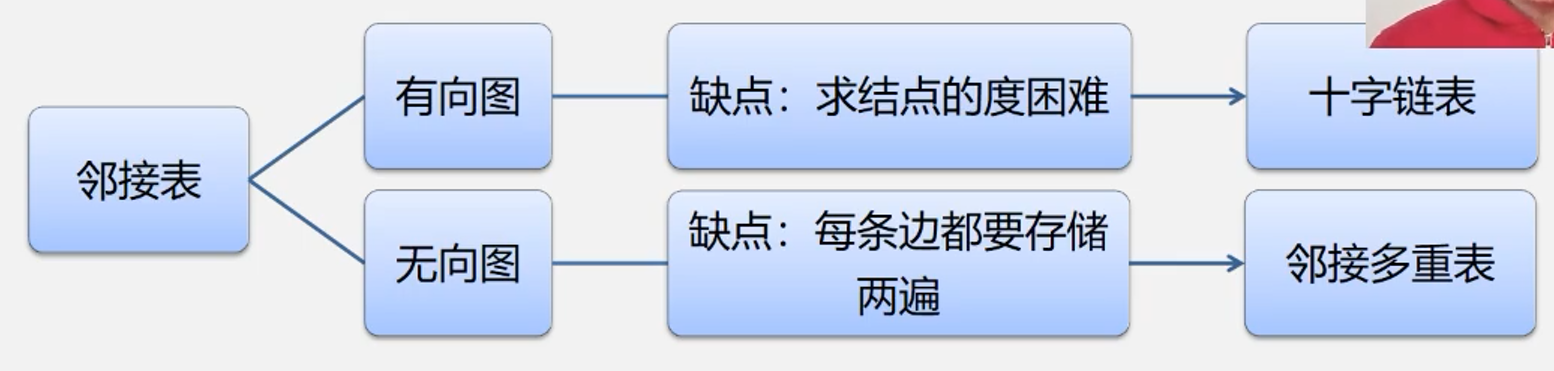 邻接表
有向图
缺点：求结点的度困难
十字链表
无向图
缺点：每条边都要存储
两遍
邻接多重表